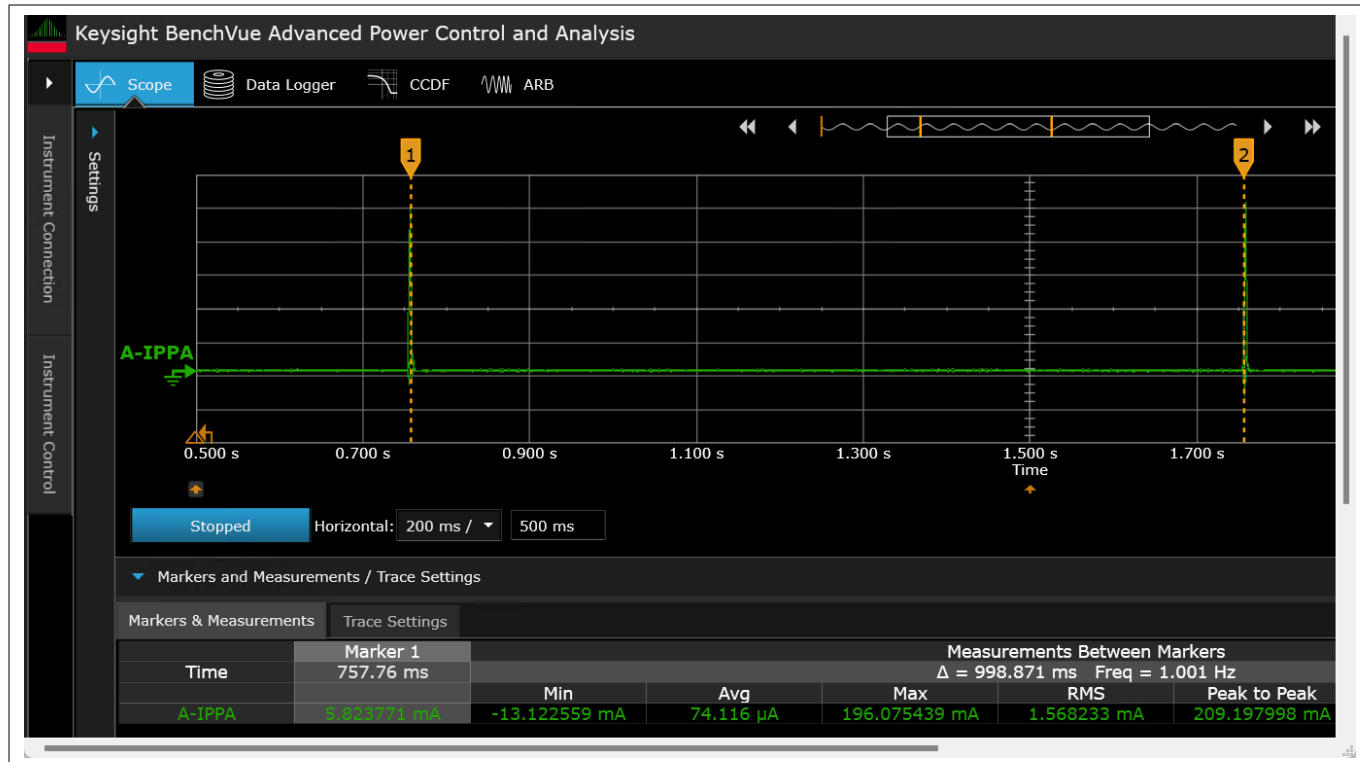 Keysight BenchVue Advanced Power Control and Analysis
Scope Data Logger CCDF ARB
Instrument Connection
Instrument Control
Settings
1 2
A-IPPA
0.500 s 0.700 s 0.900 s 1.100 s 1.300 s 1.500 s 1.700 s
Time
Stopped Horizontal: 200 ms / 500 ms
Markers and Measurements / Trace Settings
Markers & Measurements Trace Settings
Marker 1 Measurements Between Markers
Time 757.76 ms Δ = 998.871 ms Freq = 1.001 Hz
Min Avg Max RMS Peak to Peak
A-IPPA 5.823771 mA -13.122559 mA 74.116 µA 196.075439 mA 1.568233 mA 209.197998 mA